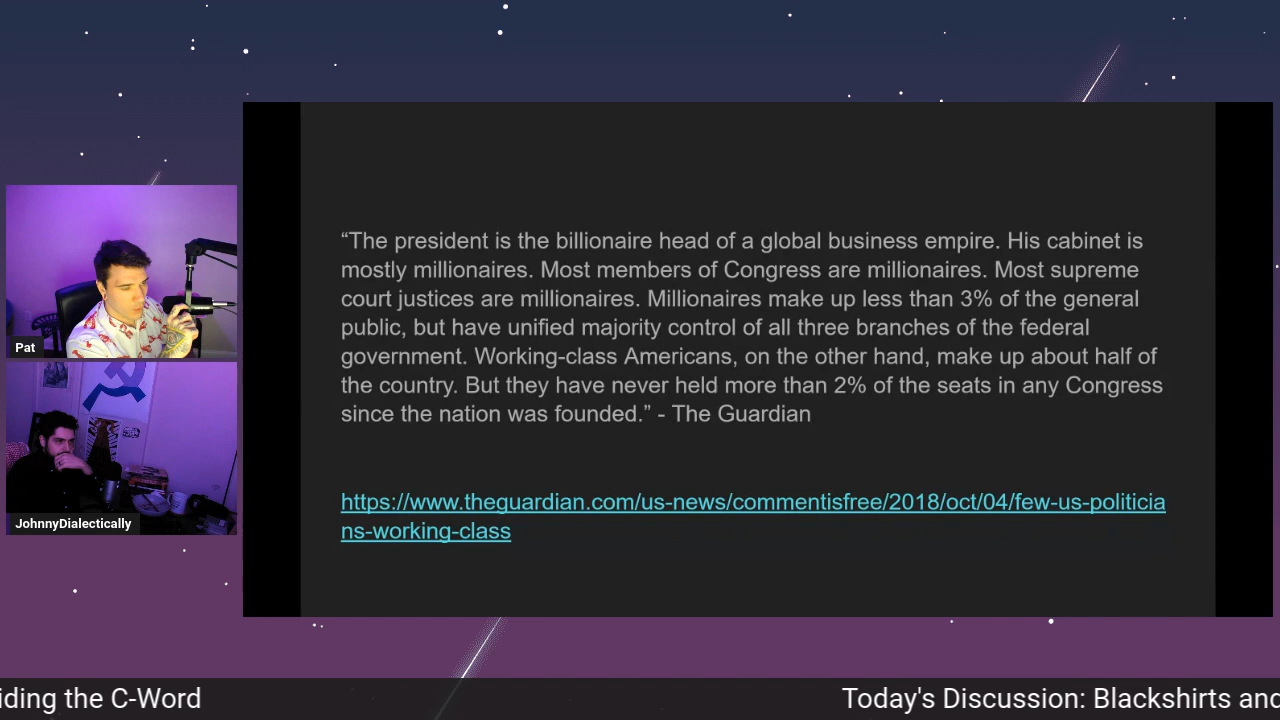 “The president is the billionaire head of a global business empire. His cabinet is
mostly millionaires. Most members of Congress are millionaires. Most supreme
court justices are millionaires. Millionaires make up less than 3% of the general
public, but have unified majority control of all three branches of the federal
government. Working-class Americans, on the other hand, make up about half of
the country. But they have never held more than 2% of the seats in any Congress
since the nation was founded.” - The Guardian
https://www.theguardian.com/us-news/commentisfree/2018/oct/04/few-us-politicia
ns-working-class
Pat
JohnnyDialectically
iding the C-Word
Today's Discussion: Blackshirts and